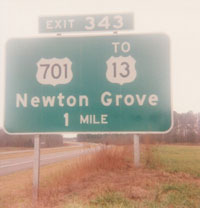 EXIT 343
TO
701 13
Newton Grove
1 MILE